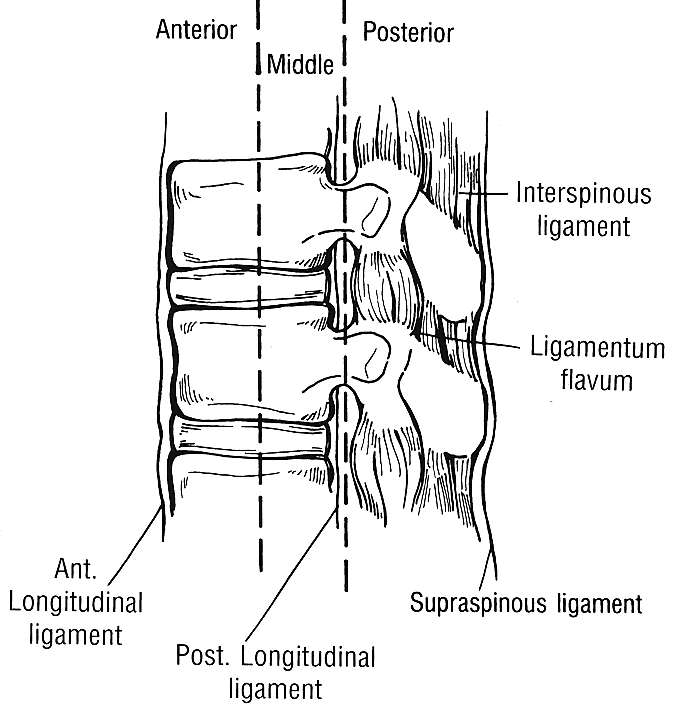 Anterior
Middle
Posterior
Interspinous
ligament
Ligamentum
flavum
Ant.
Longitudinal
ligament
Post. Longitudinal
ligament
Supraspinous ligament